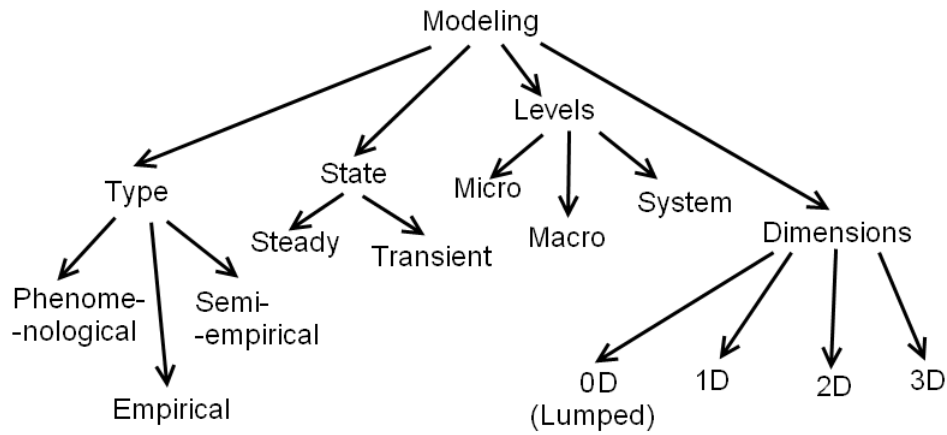 Modeling
Levels
Type
State
Micro
System
Macro
Dimensions
Steady
Transient
Phenome-
-nological
Semi-
-empirical
Empirical
0D
(Lumped)
1D
2D
3D